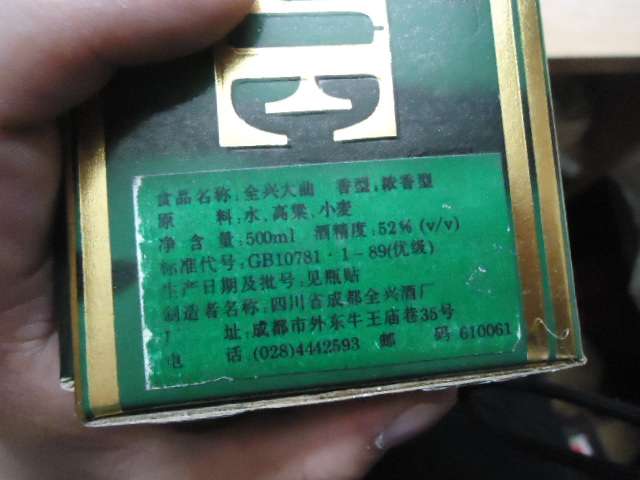 UE
食品名称:全兴大曲 香型:浓香型
原 料:水、高粱、小麦
净含量:500ml 酒精度:52%(v/v)
标准代号:GB10781·1-89(优级)
生产日期及批号:见瓶贴
制造者名称:四川省成都全兴酒厂
厂 址:成都市外东牛王庙巷35号
电 话 (028)4442593 邮 码 610061